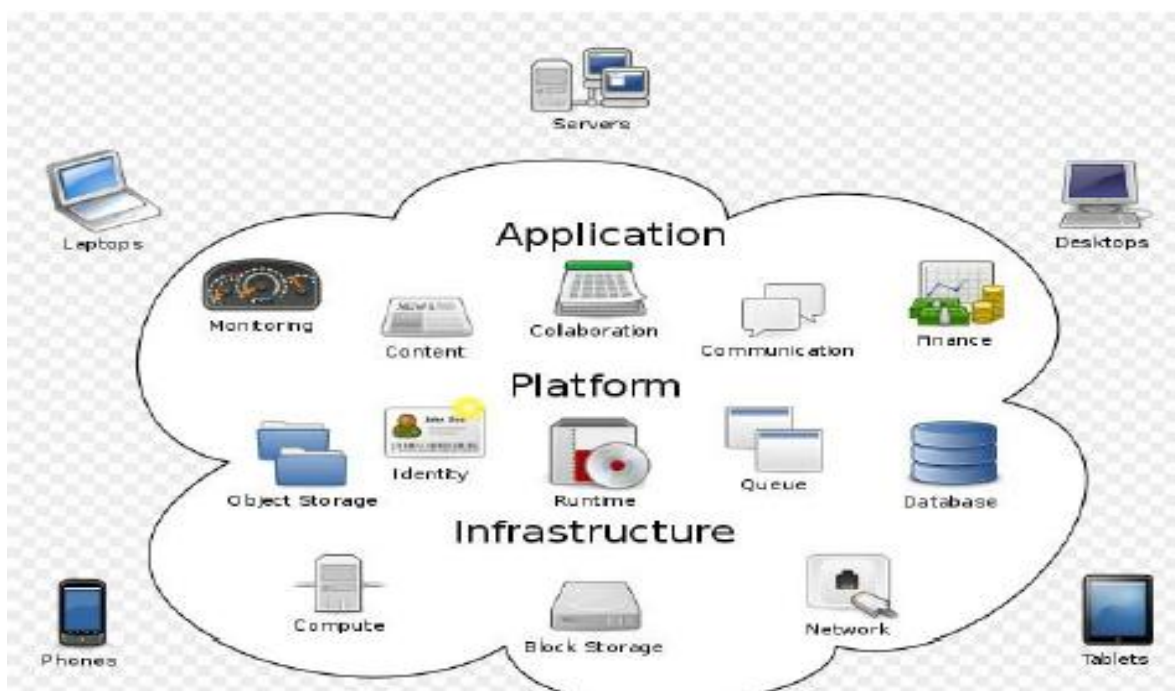 Servers
Laptops
Desktops
Application
Monitoring
Content
Collaboration
Communication
Finance
Platform
Object Storage
Identity
Runtime
Queue
Database
Infrastructure
Compute
Block Storage
Network
Phones
Tablets